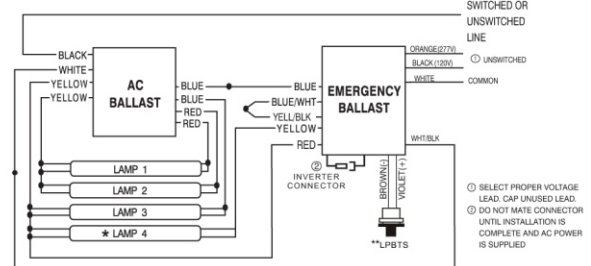 SWITCHED OR
UNSWITCHED
LINE
BLACK
WHITE
YELLOW
YELLOW
AC
BALLAST
BLUE
BLUE
RED
RED
BLUE
BLUE/WHT
YELL/BLK
YELLOW
RED
EMERGENCY
BALLAST
ORANGE(277V)
BLACK (120V)
① UNSWITCHED
WHITE
COMMON
WHT/BLK
②
INVERTER
CONNECTOR
BROWN(-)
VIOLET(+)
**LPBTS
LAMP 1
LAMP 2
LAMP 3
* LAMP 4
① SELECT PROPER VOLTAGE
LEAD. CAP UNUSED LEAD.
② DO NOT MATE CONNECTOR
UNTIL INSTALLATION IS
COMPLETE AND AC POWER
IS SUPPLIED